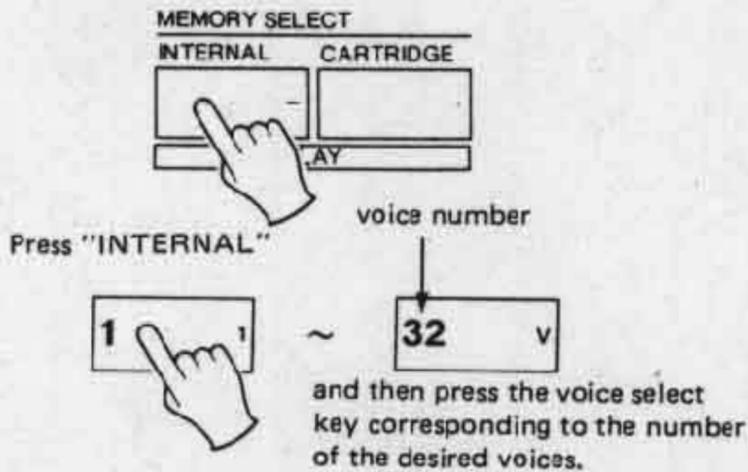 MEMORY SELECT
INTERNAL CARTRIDGE
AY
voice number
Press "INTERNAL"
1 1 ~ 32 V
and then press the voice select
key corresponding to the number
of the desired voices.